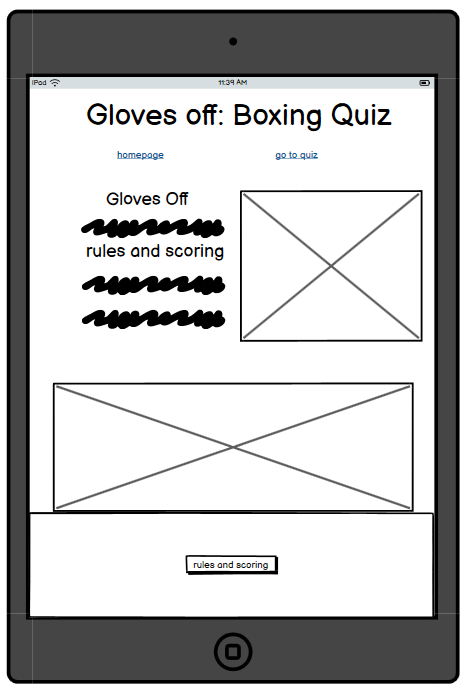 iPad 11:39 AM
Gloves off: Boxing Quiz
homepage go to quiz
Gloves Off
rules and scoring
rules and scoring